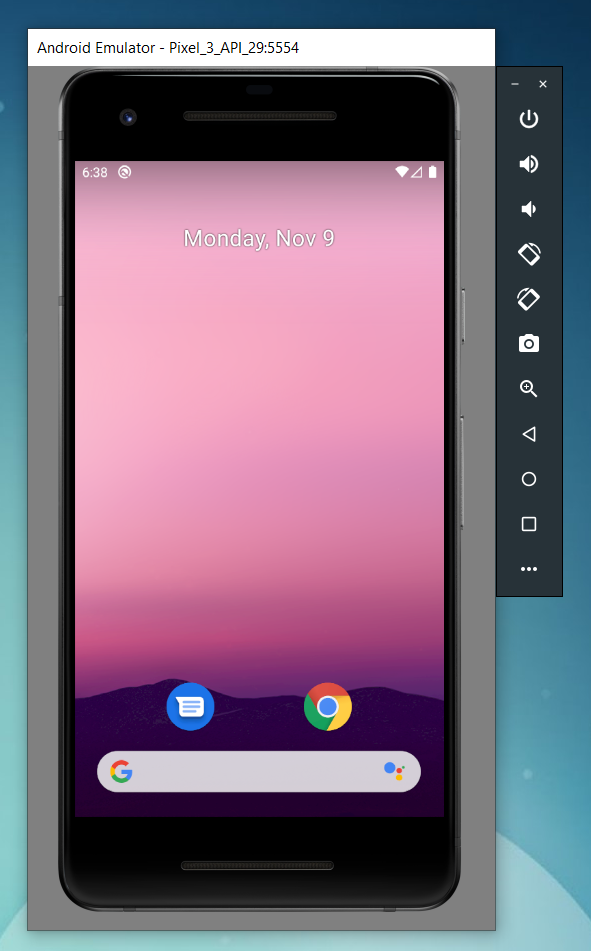 Android Emulator - Pixel_3_API_29:5554
6:38
Monday, Nov 9
G